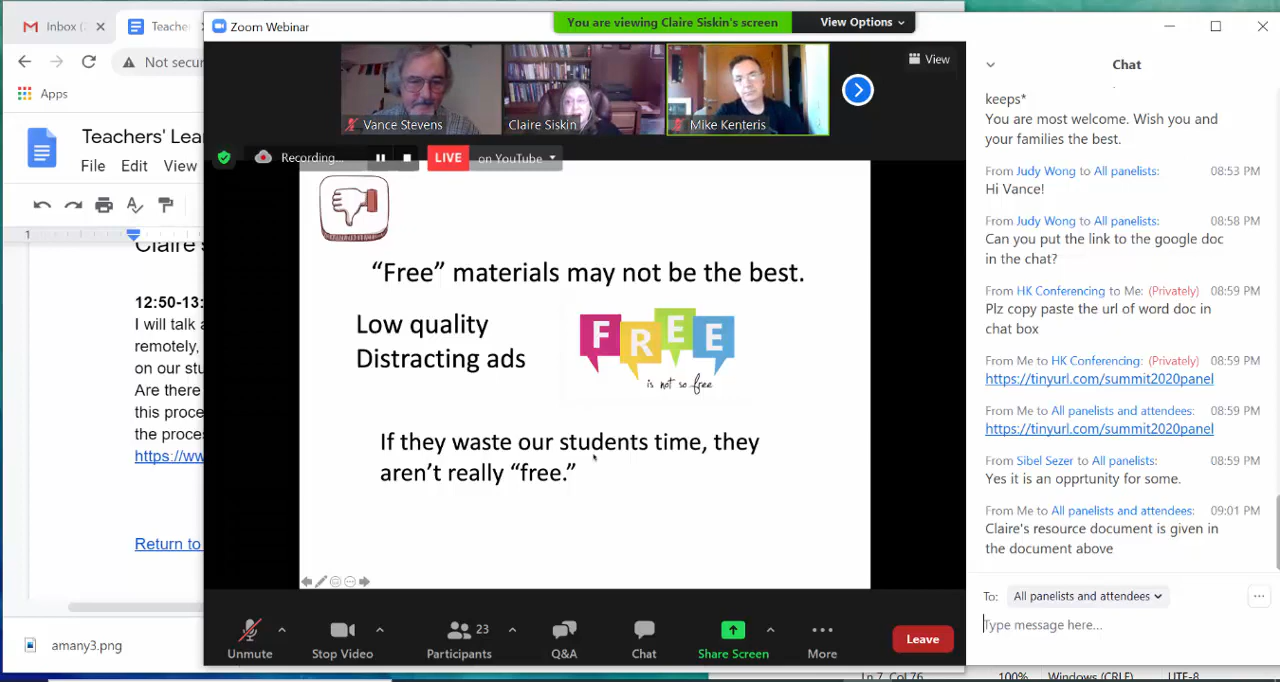 Inbox (
Teache
Not secur
Apps
Teachers' Lea
File Edit View
1
Claire's
12:50-13:
I will talk a
remotely,
on our stu
Are there
this proce
the proces
https://ww
Return to
amany3.png
Zoom Webinar
You are viewing Claire Siskin's screen
View Options
View
Vance Stevens
Claire Siskin
Mike Kenteris
Recording...
LIVE on YouTube
“Free” materials may not be the best.
Low quality
Distracting ads
FREE
is not so free
If they waste our students time, they
aren’t really “free.”
Unmute
Stop Video
23
Participants
Q&A
Chat
Share Screen
More
Leave
Chat
keeps*
You are most welcome. Wish you and
your families the best.
From Judy Wong to All panelists: 08:53 PM
Hi Vance!
From Judy Wong to All panelists: 08:58 PM
Can you put the link to the google doc
in the chat?
From HK Conferencing to Me: (Privately) 08:59 PM
Plz copy paste the url of word doc in
chat box
From Me to HK Conferencing: (Privately) 08:59 PM
https://tinyurl.com/summit2020panel
From Me to All panelists and attendees: 08:59 PM
https://tinyurl.com/summit2020panel
From Sibel Sezer to All panelists: 08:59 PM
Yes it is an opprtunity for some.
From Me to All panelists and attendees: 09:01 PM
Claire's resource document is given in
the document above
To: All panelists and attendees
Type message here...
Ln 7, Col 76 100% Windows (CRLF) UTF-8